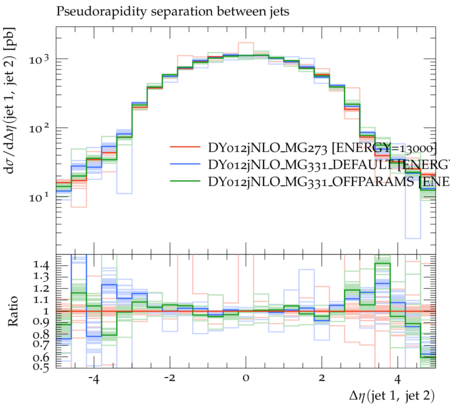 Pseudorapidity separation between jets
dσ/dΔη(jet 1, jet 2) [pb]
10³
10²
10¹
DY012jNLO_MG273 [ENERGY=13000]
DY012jNLO_MG331_DEFAULT [ENERGY
DY012jNLO_MG331_OFFPARAMS [ENE
Ratio
1.4
1.3
1.2
1.1
1
0.9
0.8
0.7
0.6
0.5
-4 -2 0 2 4
Δη(jet 1, jet 2)